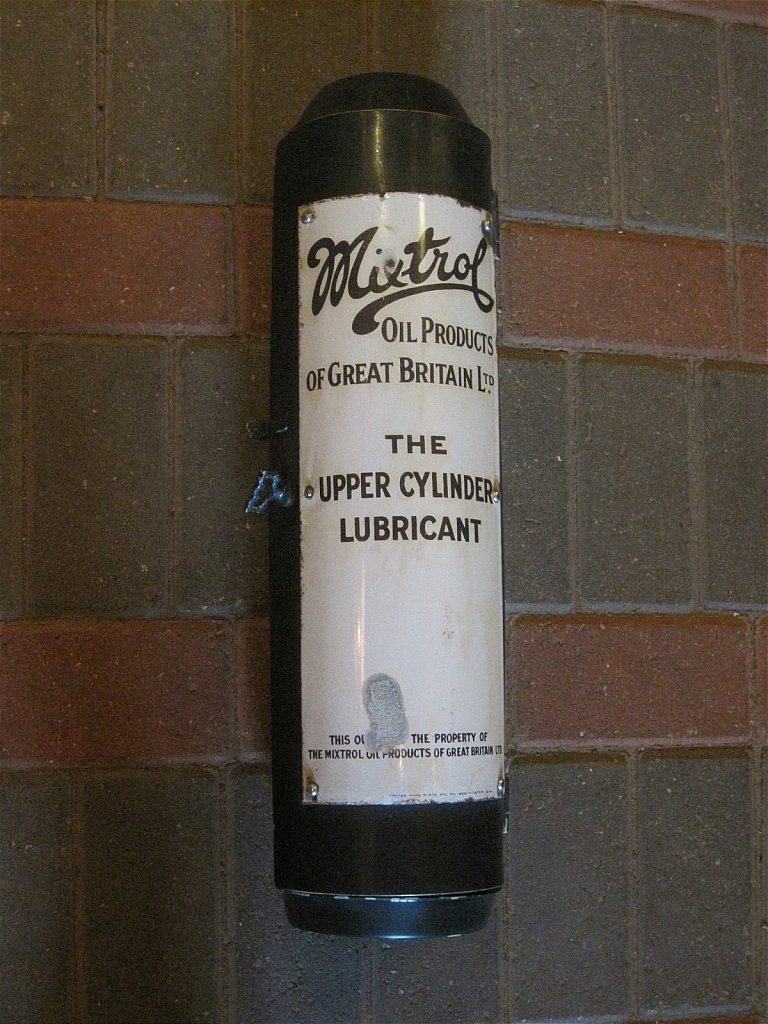 Mixtrol
OIL PRODUCTS
OF GREAT BRITAIN LTD
THE
UPPER CYLINDER
LUBRICANT
THIS THE PROPERTY OF
THE MIXTROL OIL PRODUCTS OF GREAT BRITAIN LTD